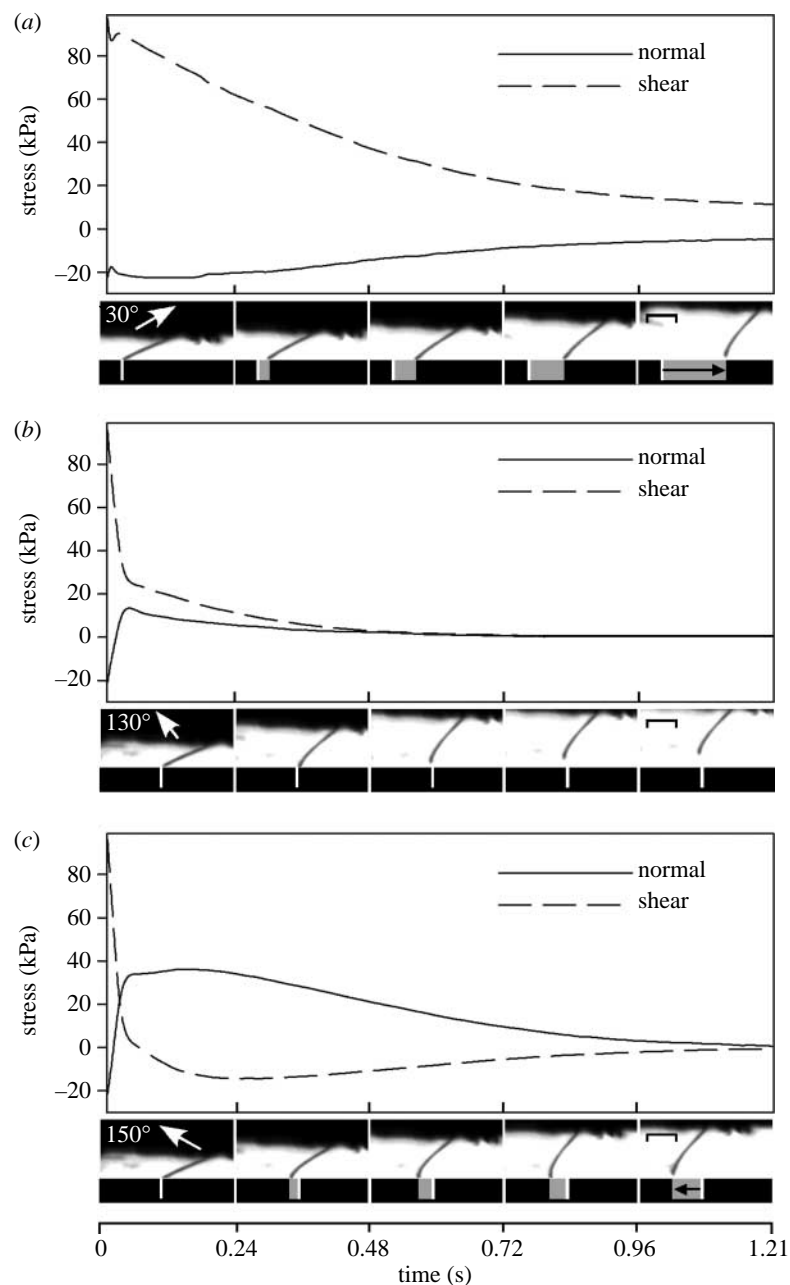 (a)
normal
shear
80
60
40
20
0
–20
stress (kPa)
30°
(b)
normal
shear
80
60
40
20
0
–20
stress (kPa)
130°
(c)
normal
shear
80
60
40
20
0
–20
stress (kPa)
150°
0 0.24 0.48 0.72 0.96 1.21
time (s)